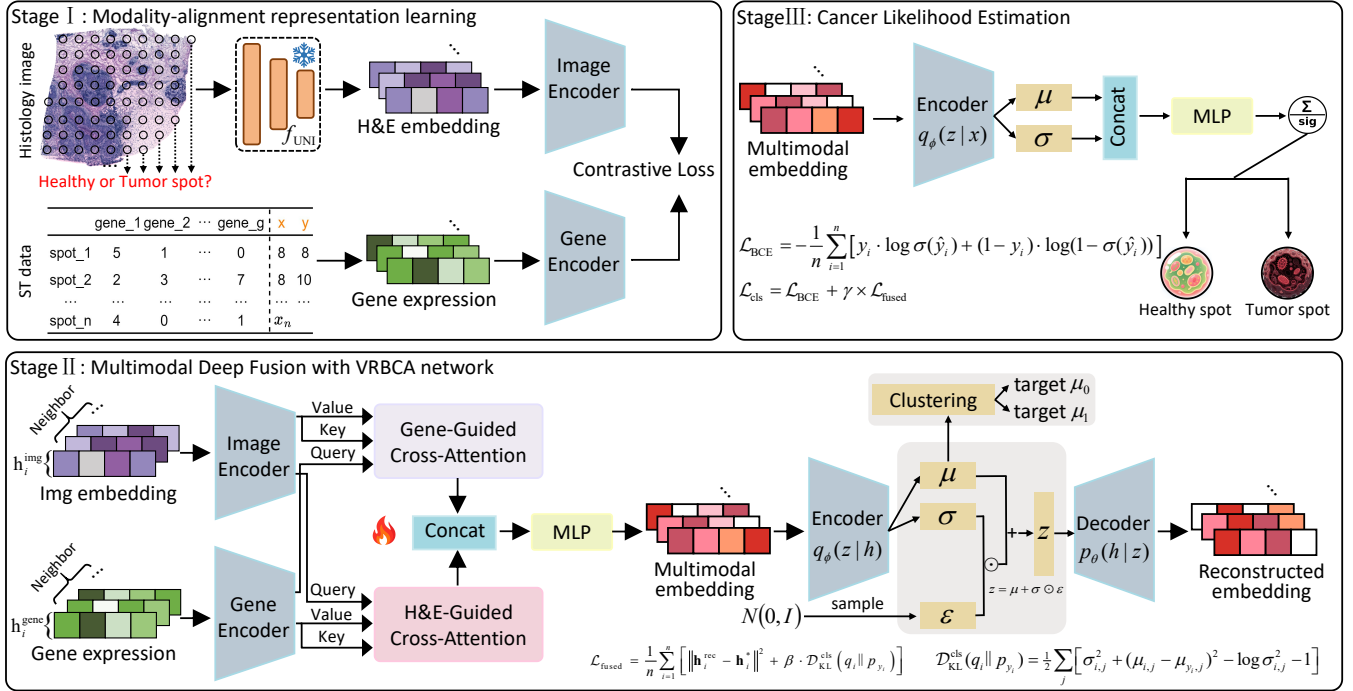 Stage Ⅰ: Modality-alignment representation learning
Histology image
f_UNI
H&E embedding
Image
Encoder
Healthy or Tumor spot?
Contrastive Loss
ST data
gene_1 gene_2 ... gene_g x y
spot_1 5 1 ... 0 8 8
spot_2 2 3 ... 7 8 10
... ... ... ... ... ...
spot_n 4 0 ... 1 x_n
Gene expression
Gene
Encoder
StageⅢ: Cancer Likelihood Estimation
Multimodal
embedding
Encoder
q_ϕ(z | x)
μ
σ
Concat
MLP
Σ
sig
ℒ_BCE = −1/n ∑_{i=1}^{n} [y_i · log σ(ŷ_i) + (1− y_i) · log(1− σ(ŷ_i))]
ℒ_cls = ℒ_BCE + γ × ℒ_fused
Healthy spot
Tumor spot
Stage Ⅱ: Multimodal Deep Fusion with VRBCA network
Neighbor
...
h_i^img
Img embedding
Image
Encoder
Value
Key
Query
Gene-Guided
Cross-Attention
Neighbor
...
h_i^gene
Gene expression
Gene
Encoder
Query
Value
Key
H&E-Guided
Cross-Attention
Concat
MLP
Multimodal
embedding
Encoder
q_ϕ(z | h)
Clustering
target μ_0
target μ_1
μ
σ
ε
N(0, I)
sample
+
⊙
z = μ + σ ⊙ ε
z
Decoder
p_θ(h | z)
Reconstructed
embedding
ℒ_fused = 1/n ∑_{i=1}^{n} [‖h_i^rec − h_i^*‖² + β · 𝒟_KL^cls (q_i ‖ p_{y_i})]
𝒟_KL^cls (q_i ‖ p_{y_i}) = ½ ∑_j [σ_{i,j}² + (μ_{i,j} − μ_{y_i,j})² − log σ_{i,j}² − 1]